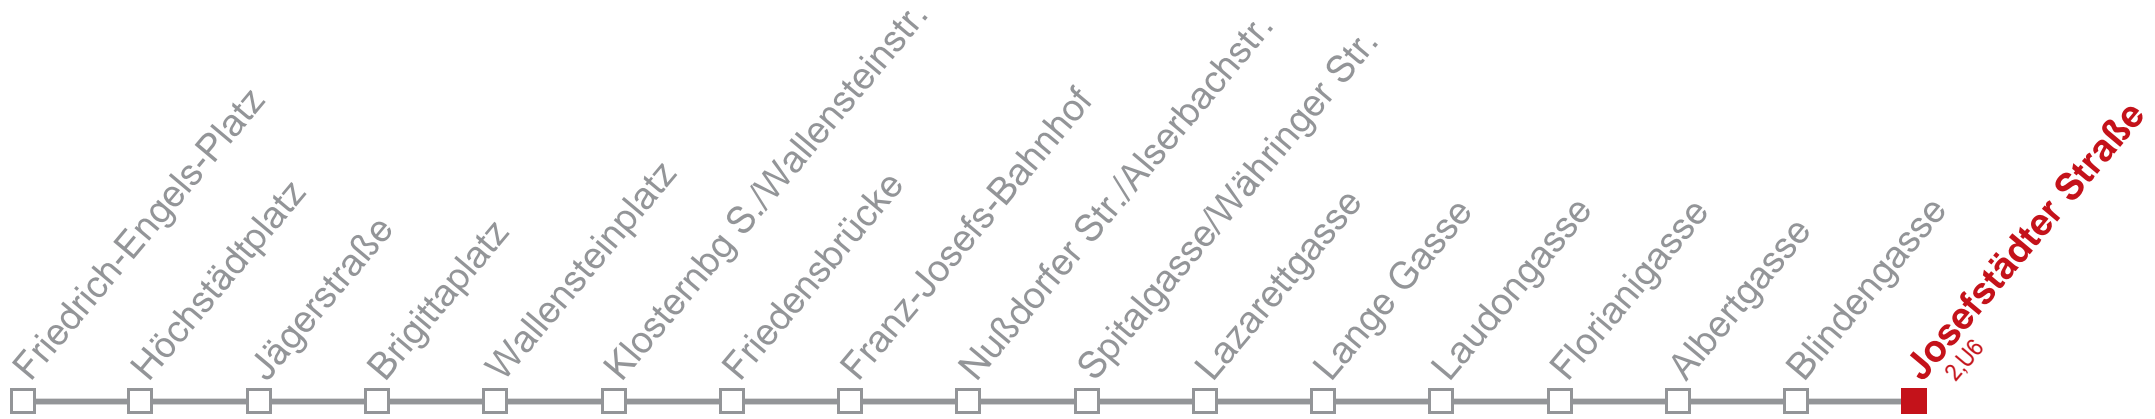 Friedrich-Engels-Platz
Höchstädtplatz
Jägerstraße
Brigittaplatz
Wallensteinplatz
Klosternbg S./Wallensteinstr.
Friedensbrücke
Franz-Josefs-Bahnhof
Nußdorfer Str./Alserbachstr.
Spitalgasse/Währinger Str.
Lazarettgasse
Lange Gasse
Laudongasse
Florianigasse
Albertgasse
Blindengasse
Josefstädter Straße
2,U6